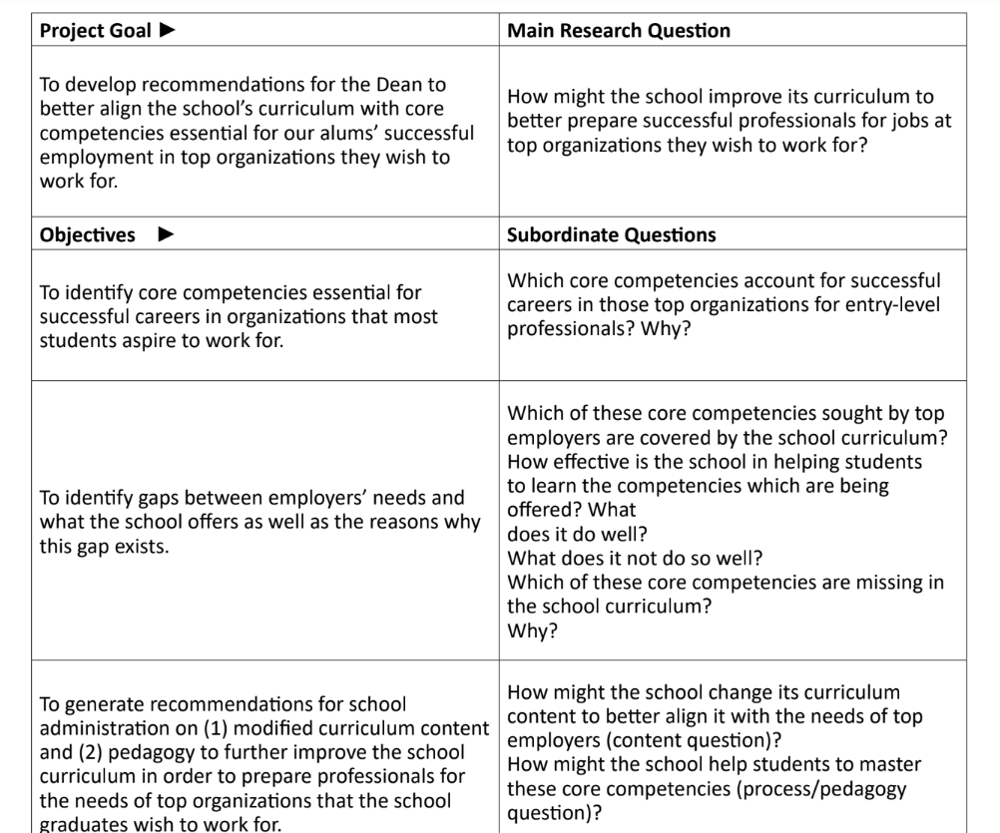 Project Goal ►
Main Research Question
To develop recommendations for the Dean to
better align the school's curriculum with core
competencies essential for our alums' successful
employment in top organizations they wish to
work for.
How might the school improve its curriculum to
better prepare successful professionals for jobs at
top organizations they wish to work for?
Objectives ►
Subordinate Questions
To identify core competencies essential for
successful careers in organizations that most
students aspire to work for.
Which core competencies account for successful
careers in those top organizations for entry-level
professionals? Why?
To identify gaps between employers' needs and
what the school offers as well as the reasons why
this gap exists.
Which of these core competencies sought by top
employers are covered by the school curriculum?
How effective is the school in helping students
to learn the competencies which are being
offered? What
does it do well?
What does it not do so well?
Which of these core competencies are missing in
the school curriculum?
Why?
To generate recommendations for school
administration on (1) modified curriculum content
and (2) pedagogy to further improve the school
curriculum in order to prepare professionals for
the needs of top organizations that the school
graduates wish to work for.
How might the school change its curriculum
content to better align it with the needs of top
employers (content question)?
How might the school help students to master
these core competencies (process/pedagogy
question)?